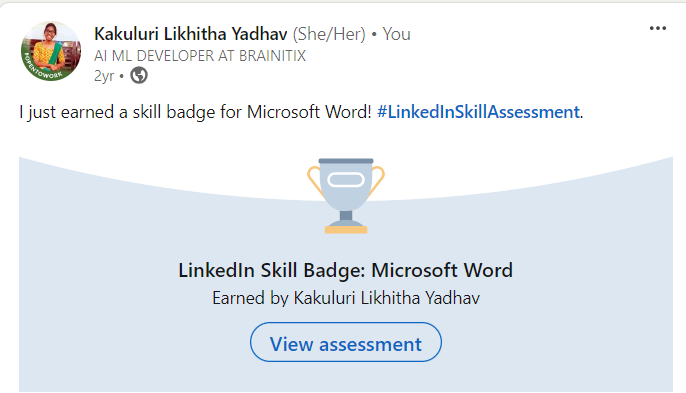 Kakuluri Likhitha Yadhav (She/Her) • You
AI ML DEVELOPER AT BRAINITIX
2yr •
#OPENTOWORK
I just earned a skill badge for Microsoft Word! #LinkedInSkillAssessment.
LinkedIn Skill Badge: Microsoft Word
Earned by Kakuluri Likhitha Yadhav
View assessment